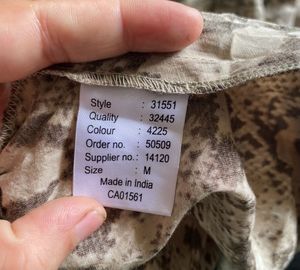 Style : 31551
Quality : 32445
Colour : 4225
Order no. : 50509
Supplier no.: 14120
Size : M
Made in India
CA01561